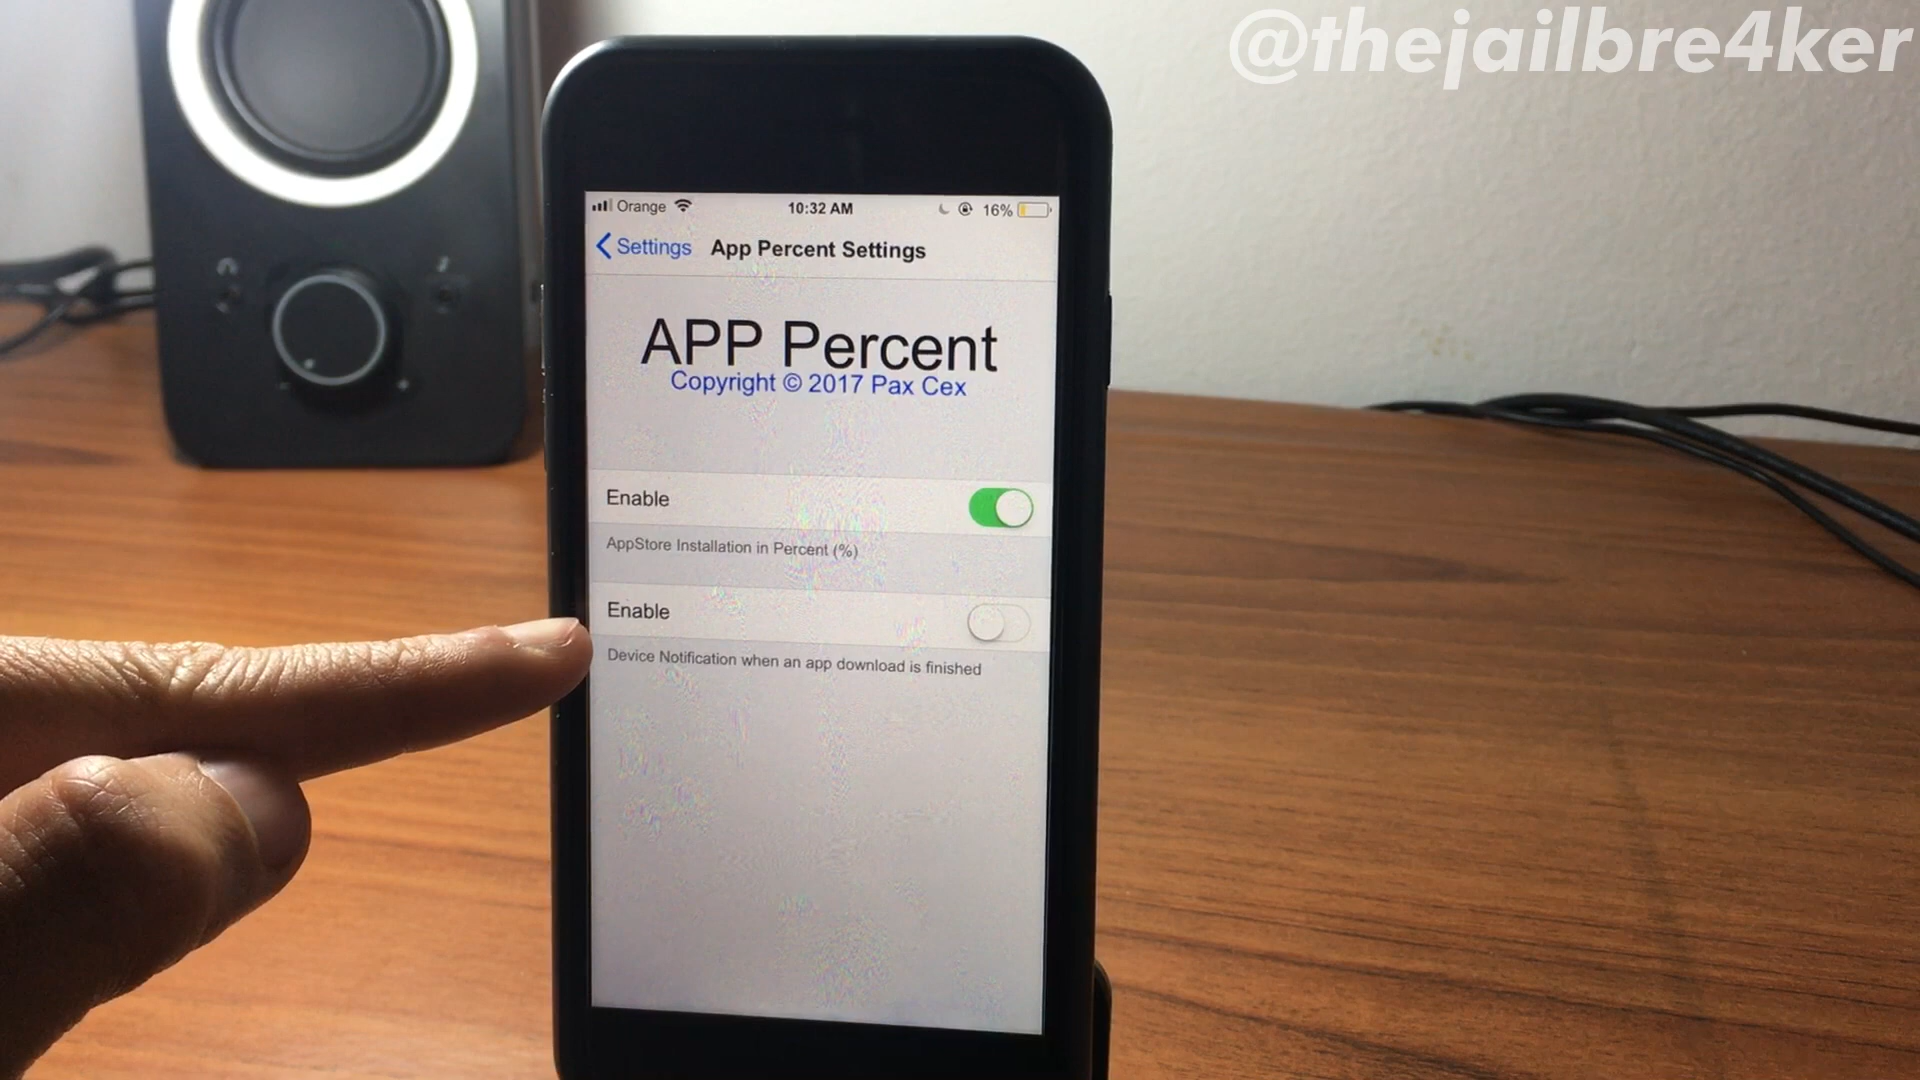 @thejailbre4ker
Orange 10:32 AM 16%
Settings App Percent Settings
APP Percent
Copyright © 2017 Pax Cex
Enable
AppStore Installation in Percent (%)
Enable
Device Notification when an app download is finished